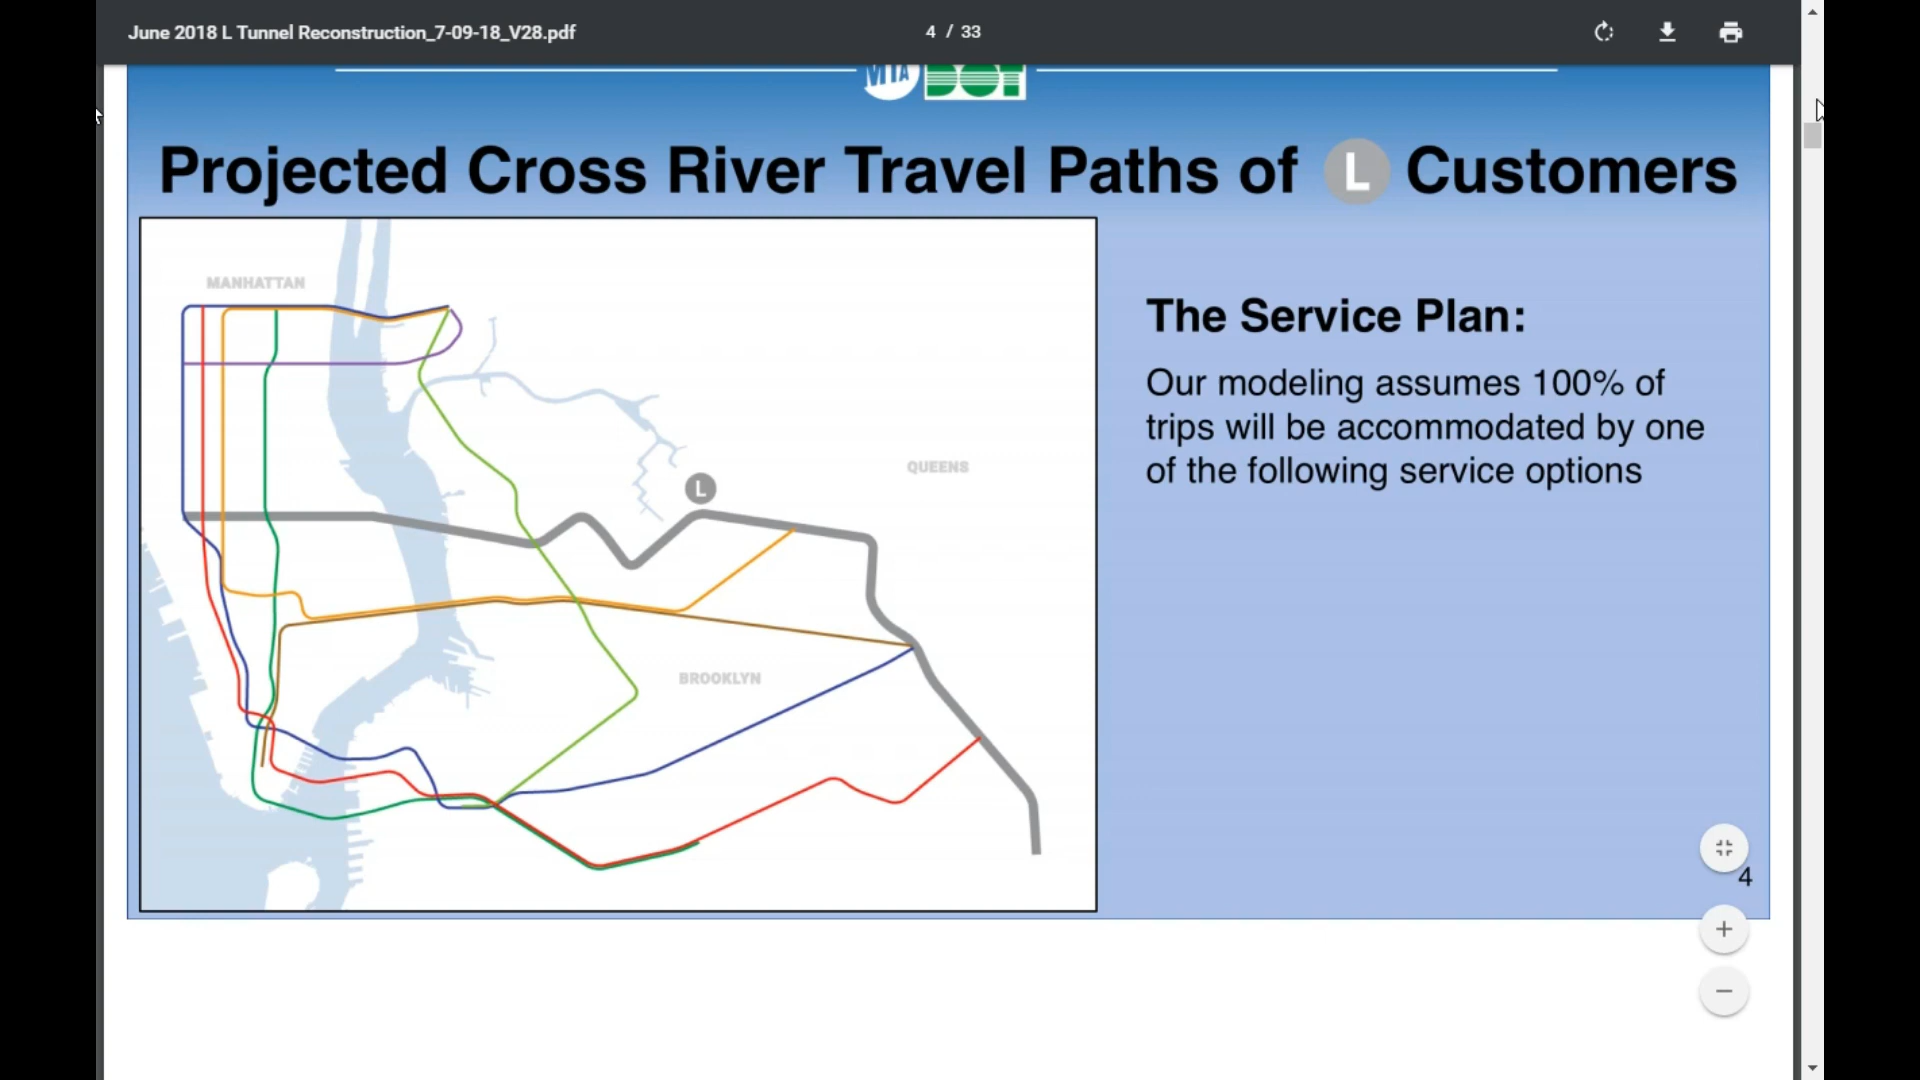 June 2018 L Tunnel Reconstruction_7-09-18_V28.pdf
4 / 33
MTA DOT
Projected Cross River Travel Paths of L Customers
MANHATTAN
QUEENS
L
BROOKLYN
The Service Plan:
Our modeling assumes 100% of
trips will be accommodated by one
of the following service options
4